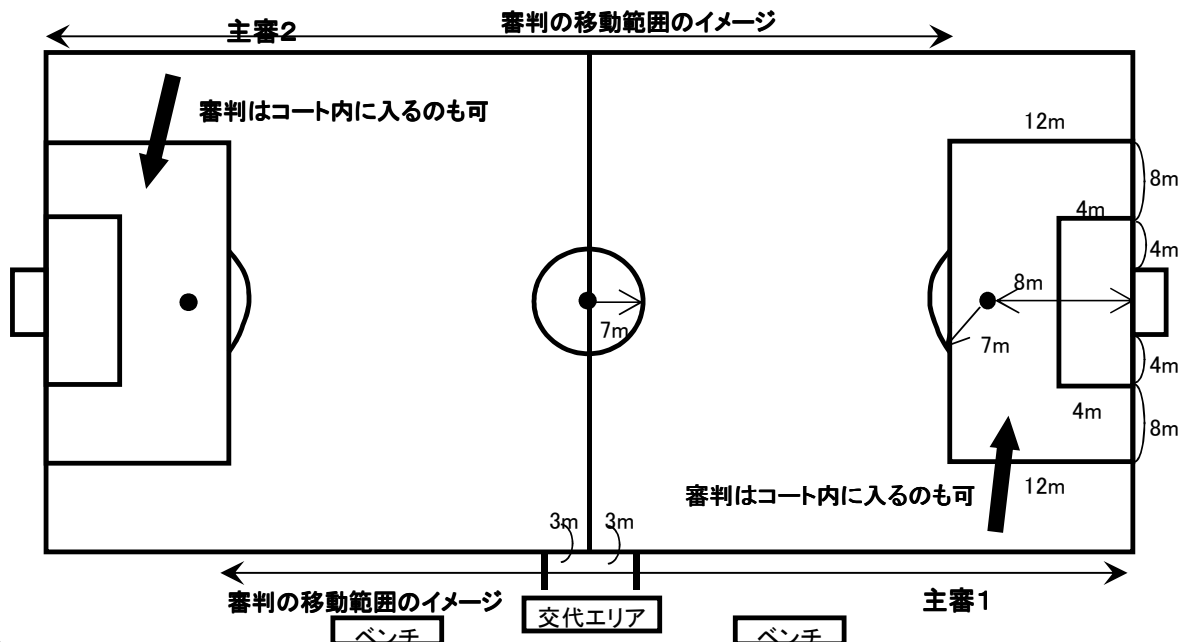 主審2
審判の移動範囲のイメージ
審判はコート内に入るのも可
12m
8m
4m
4m
8m
7m
7m
4m
4m
8m
審判はコート内に入るのも可
12m
3m
3m
審判の移動範囲のイメージ
交代エリア
主審1
ベンチ
ベンチ